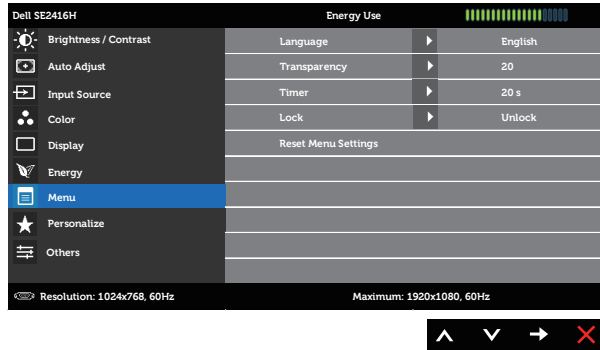 Dell SE2416H Energy Use
Brightness / Contrast Language English
Auto Adjust Transparency 20
Input Source Timer 20 s
Color Lock Unlock
Display Reset Menu Settings
Energy
Menu
Personalize
Others
Resolution: 1024x768, 60Hz Maximum: 1920x1080, 60Hz